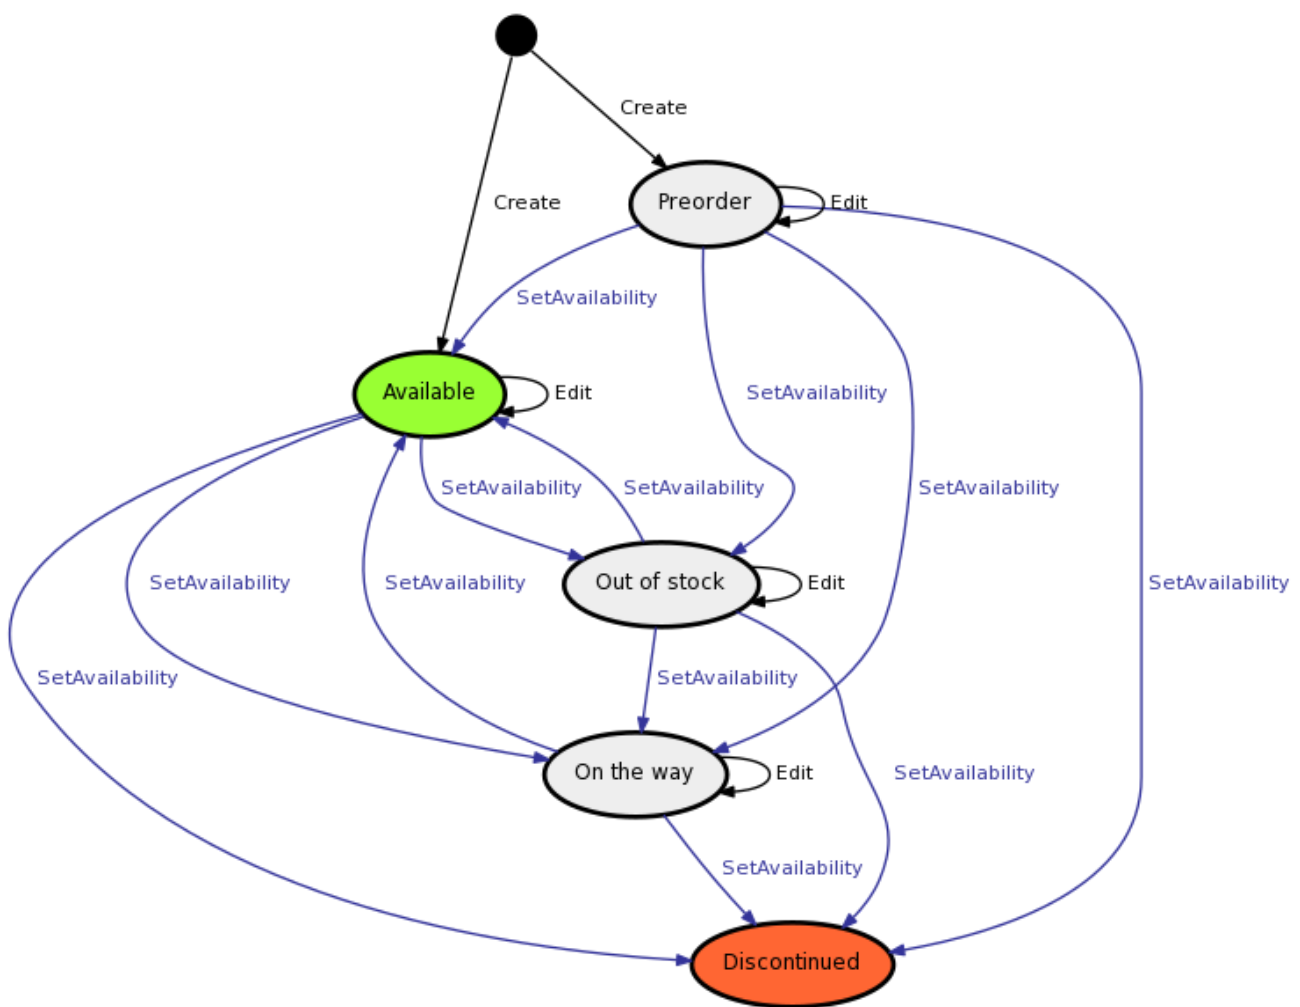 Create
Create
Preorder
Edit
SetAvailability
Available
Edit
SetAvailability
SetAvailability
SetAvailability
SetAvailability
SetAvailability
SetAvailability
Out of stock
Edit
SetAvailability
SetAvailability
SetAvailability
On the way
Edit
SetAvailability
SetAvailability
Discontinued